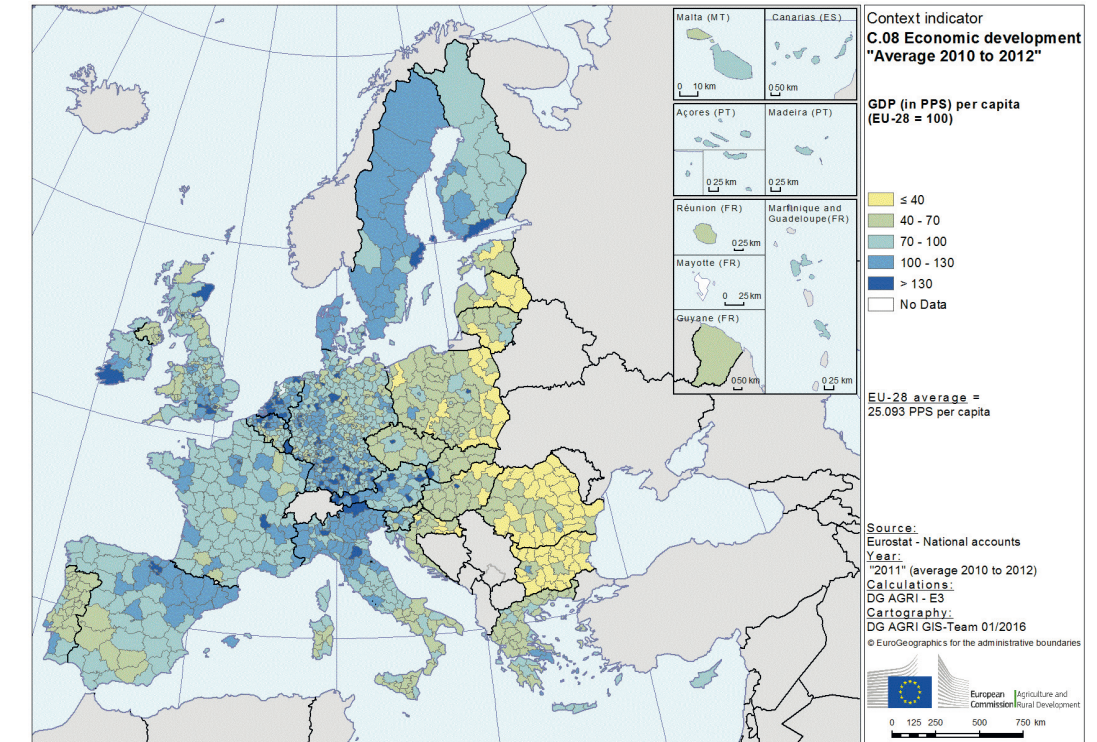 Malta (MT)
0 10 km
Canarias (ES)
0 50 km
Açores (PT)
0 25 km
Madeira (PT)
0 25 km
Réunion (FR)
0 25 km
Mayotte (FR)
0 25 km
Guyane (FR)
0 50 km
Martinique and
Guadeloupe(FR)
0 25 km
Context indicator
C.08 Economic development
"Average 2010 to 2012"
GDP (in PPS) per capita
(EU-28 = 100)
≤ 40
40 - 70
70 - 100
100 - 130
> 130
No Data
EU-28 average =
25.093 PPS per capita
Source:
Eurostat - National accounts
Year:
"2011" (average 2010 to 2012)
Calculations:
DG AGRI - E3
Cartography:
DG AGRI GIS-Team 01/2016
© EuroGeographics for the administrative boundaries
European
Commission
Agriculture and
Rural Development
0 125 250 500 750 km